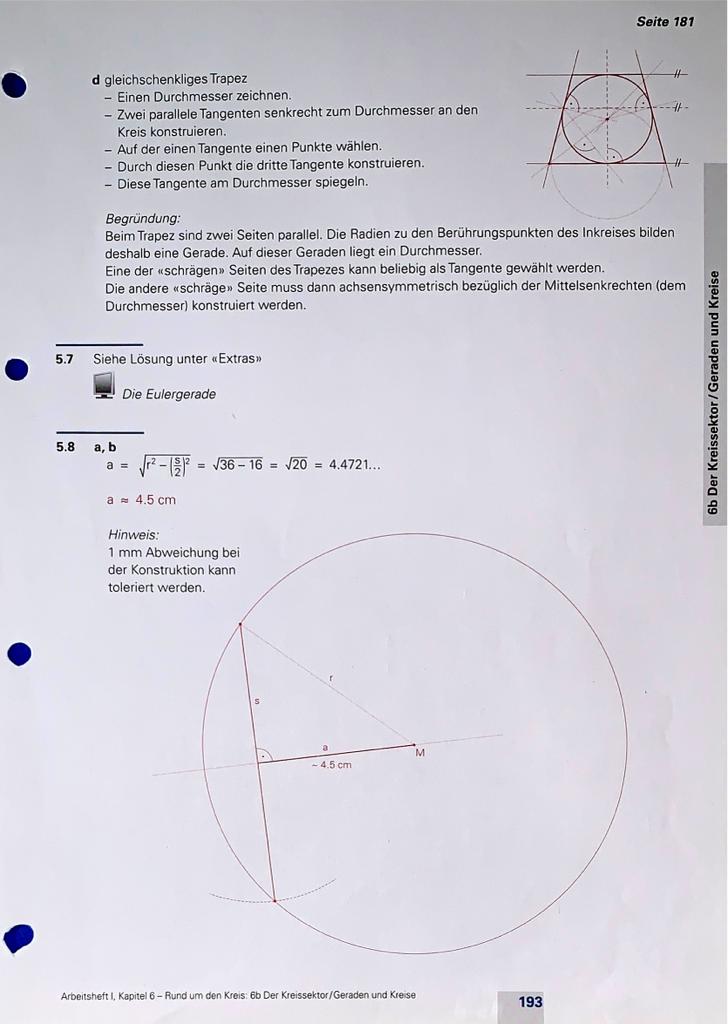 Seite 181
d gleichschenkliges Trapez
– Einen Durchmesser zeichnen.
– Zwei parallele Tangenten senkrecht zum Durchmesser an den
Kreis konstruieren.
– Auf der einen Tangente einen Punkte wählen.
– Durch diesen Punkt die dritte Tangente konstruieren.
– Diese Tangente am Durchmesser spiegeln.
Begründung:
Beim Trapez sind zwei Seiten parallel. Die Radien zu den Berührungspunkten des Inkreises bilden
deshalb eine Gerade. Auf dieser Geraden liegt ein Durchmesser.
Eine der «schrägen» Seiten des Trapezes kann beliebig als Tangente gewählt werden.
Die andere «schräge» Seite muss dann achsensymmetrisch bezüglich der Mittelsenkrechten (dem
Durchmesser) konstruiert werden.
6b Der Kreissektor/Geraden und Kreise
5.7 Siehe Lösung unter «Extras»
Die Eulergerade
5.8 a, b
a = √(r² – (s/2)²) = √36 – 16 = √20 = 4.4721...
a ≈ 4.5 cm
Hinweis:
1 mm Abweichung bei
der Konstruktion kann
toleriert werden.
r
s
a
M
~ 4.5 cm
Arbeitsheft I, Kapitel 6 – Rund um den Kreis: 6b Der Kreissektor/Geraden und Kreise
193